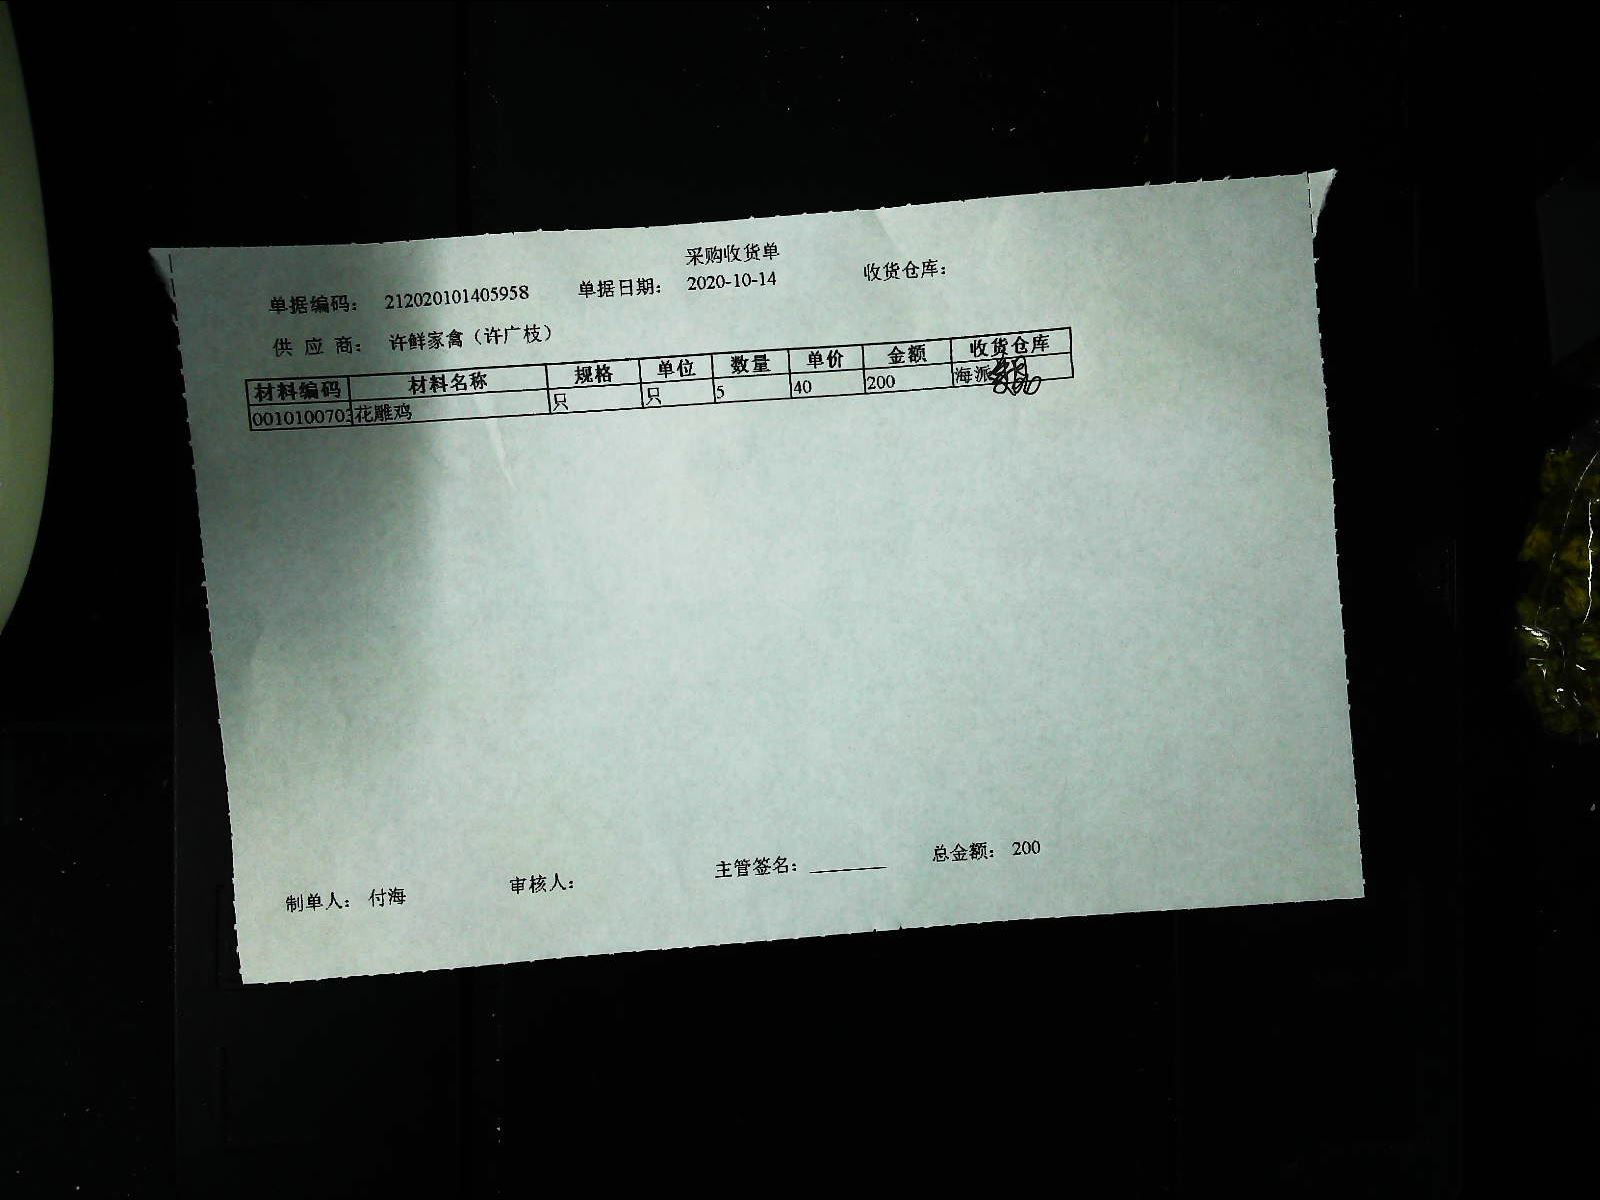 采购收货单
单据编码： 212020101405958 单据日期： 2020-10-14 收货仓库：
供 应 商： 许鲜家禽（许广枝）
材料编码 材料名称 规格 单位 数量 单价 金额 收货仓库
0010100703 花雕鸡 只 只 5 40 200 海派
制单人： 付海 审核人： 主管签名： ________ 总金额： 200